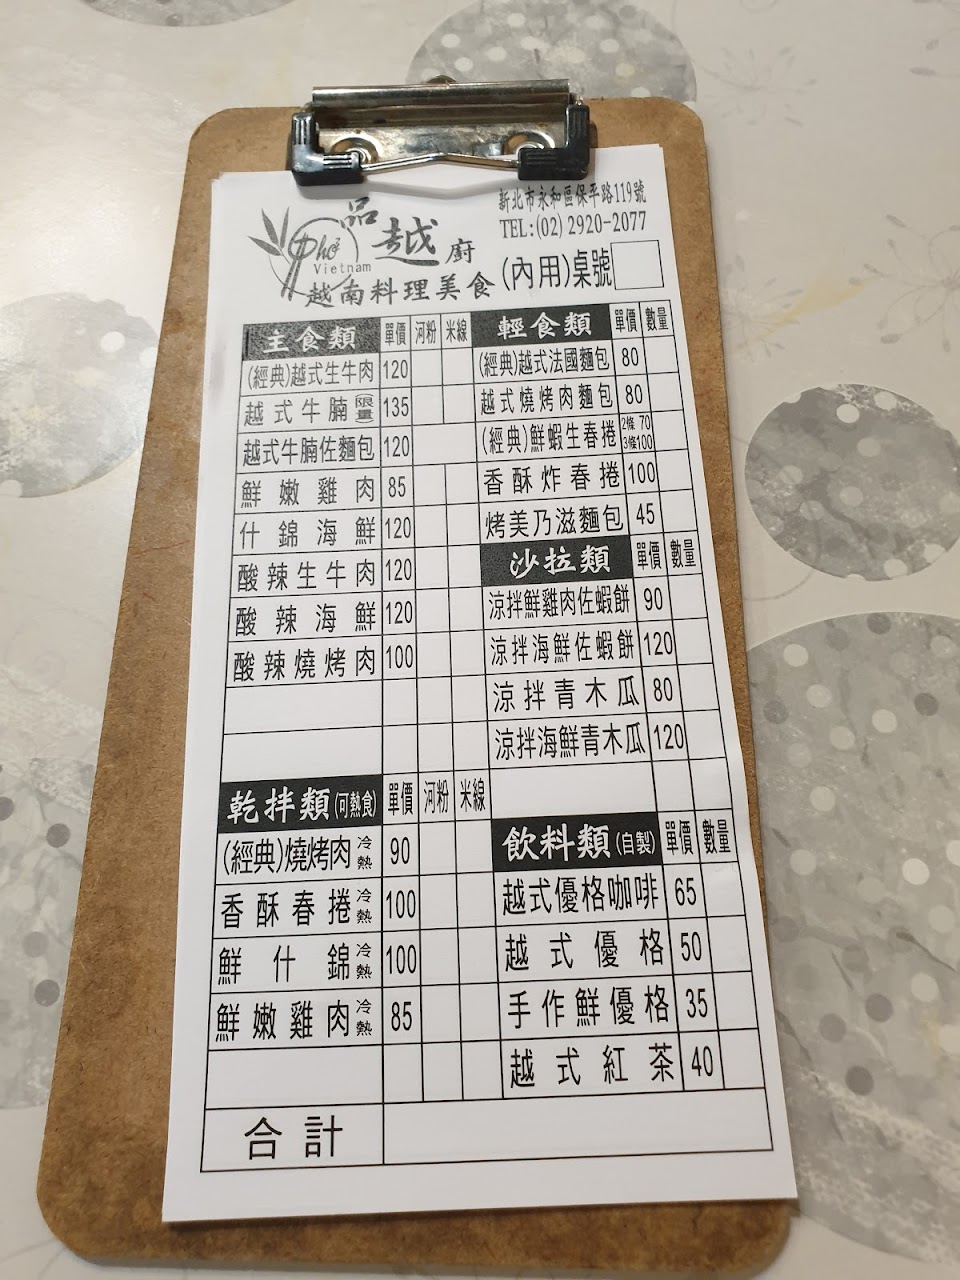 新北市永和區保平路119號
TEL:(02) 2920-2077
品越廚
Phở
Vietnam
越南料理美食
(內用)桌號
主食類 單價 河粉 米線
(經典)越式生牛肉 120
越式牛腩(限量) 135
越式牛腩佐麵包 120
鮮嫩雞肉 85
什錦海鮮 120
酸辣生牛肉 120
酸辣海鮮 120
酸辣燒烤肉 100
乾拌類(可熱食) 單價 河粉 米線
(經典)燒烤肉 冷熱 90
香酥春捲 冷熱 100
鮮什錦 冷熱 100
鮮嫩雞肉 冷熱 85
輕食類 單價 數量
(經典)越式法國麵包 80
越式燒烤肉麵包 80
(經典)鮮蝦生春捲 2條 70 3條100
香酥炸春捲 100
烤美乃滋麵包 45
沙拉類 單價 數量
涼拌鮮雞肉佐蝦餅 90
涼拌海鮮佐蝦餅 120
涼拌青木瓜 80
涼拌海鮮青木瓜 120
飲料類(自製) 單價 數量
越式優格咖啡 65
越式優格 50
手作鮮優格 35
越式紅茶 40
合計